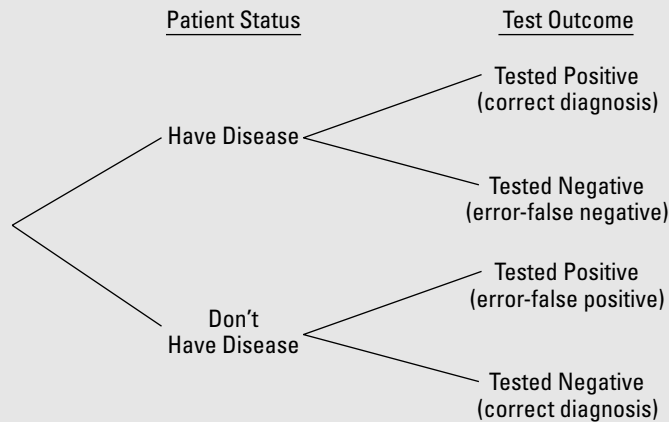 Patient Status
Test Outcome
Tested Positive
(correct diagnosis)
Have Disease
Tested Negative
(error-false negative)
Tested Positive
(error-false positive)
Don't
Have Disease
Tested Negative
(correct diagnosis)